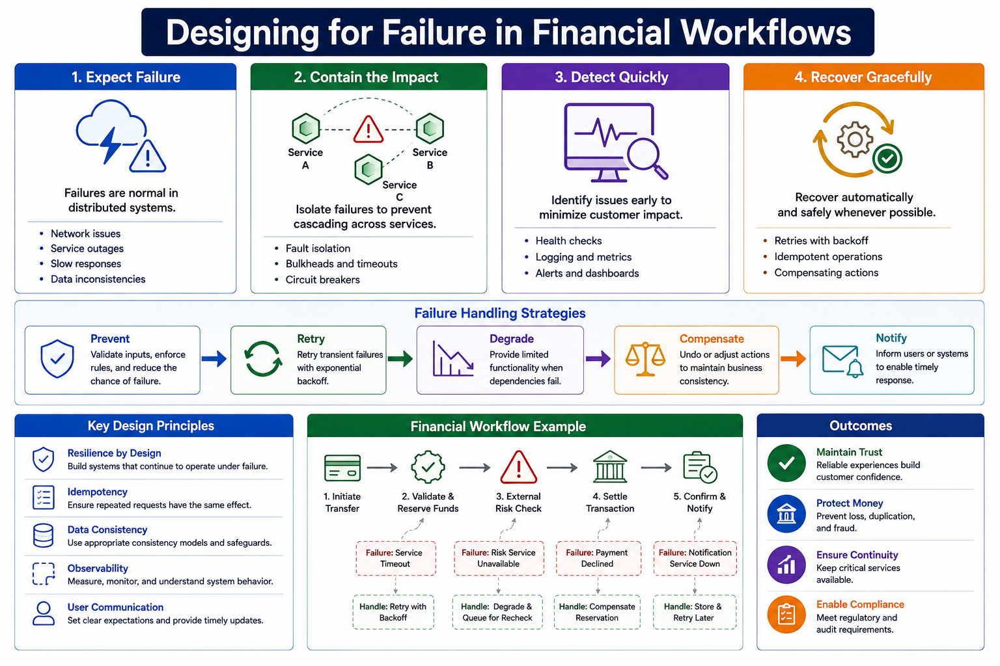 Designing for Failure in Financial Workflows
1. Expect Failure
Failures are normal in
distributed systems.
• Network issues
• Service outages
• Slow responses
• Data inconsistencies
2. Contain the Impact
Service
A
Service
B
Service
C
Isolate failures to prevent
cascading across services.
• Fault isolation
• Bulkheads and timeouts
• Circuit breakers
3. Detect Quickly
Identify issues early to
minimize customer impact.
• Health checks
• Logging and metrics
• Alerts and dashboards
4. Recover Gracefully
Recover automatically
and safely whenever possible.
• Retries with backoff
• Idempotent operations
• Compensating actions
Failure Handling Strategies
Prevent
Validate inputs, enforce
rules, and reduce the
chance of failure.
Retry
Retry transient failures
with exponential
backoff.
Degrade
Provide limited
functionality when
dependencies fail.
Compensate
Undo or adjust actions
to maintain business
consistency.
Notify
Inform users or systems
to enable timely
response.
Key Design Principles
Resilience by Design
Build systems that continue to operate under failure.
Idempotency
Ensure repeated requests have the same effect.
Data Consistency
Use appropriate consistency models and safeguards.
Observability
Measure, monitor, and understand system behavior.
User Communication
Set clear expectations and provide timely updates.
Financial Workflow Example
1. Initiate
Transfer
2. Validate &
Reserve Funds
3. External
Risk Check
4. Settle
Transaction
5. Confirm &
Notify
Failure: Service
Timeout
Failure: Risk Service
Unavailable
Failure: Payment
Declined
Failure: Notification
Service Down
Handle: Retry with
Backoff
Handle: Degrade &
Queue for Recheck
Handle: Compensate
Reservation
Handle: Store &
Retry Later
Outcomes
Maintain Trust
Reliable experiences build
customer confidence.
Protect Money
Prevent loss, duplication,
and fraud.
Ensure Continuity
Keep critical services
available.
Enable Compliance
Meet regulatory and
audit requirements.